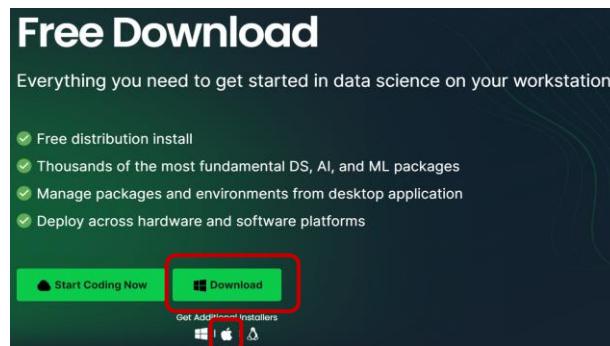 Free Download
Everything you need to get started in data science on your workstation
Free distribution install
Thousands of the most fundamental DS, AI, and ML packages
Manage packages and environments from desktop application
Deploy across hardware and software platforms
Start Coding Now Download
Get Additional Installers